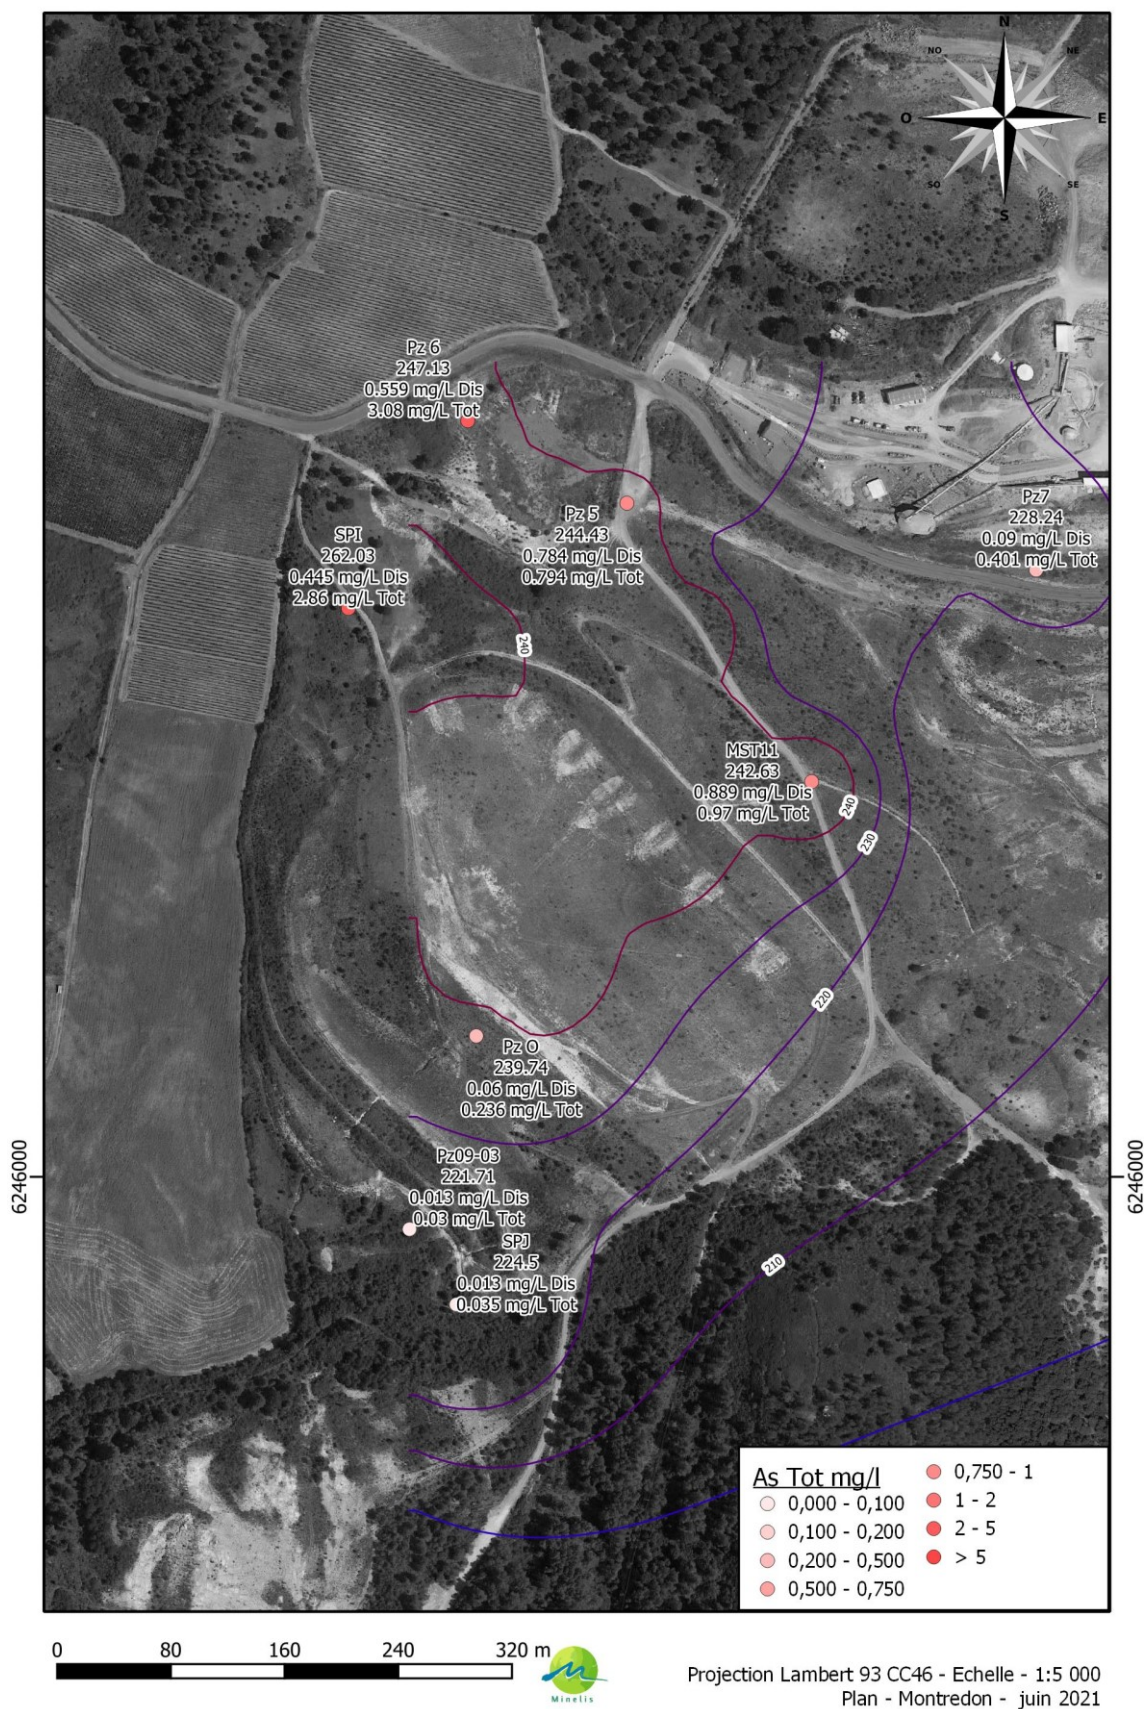 N
NO
NE
O
E
SO
SE
S
Pz 6
247.13
0.559 mg/L Dis
3.08 mg/L Tot
Pz 5
244.43
0.784 mg/L Dis
0.794 mg/L Tot
Pz7
228.24
0.09 mg/L Dis
0.401 mg/L Tot
SPI
262.03
0.445 mg/L Dis
2.86 mg/L Tot
240
MST11
242.63
0.889 mg/L Dis
0.97 mg/L Tot
240
230
220
Pz O
239.74
0.06 mg/L Dis
0.236 mg/L Tot
6246000
6246000
Pz09-03
221.71
0.013 mg/L Dis
0.03 mg/L Tot
SPJ
224.5
0.013 mg/L Dis
0.035 mg/L Tot
210
As Tot mg/l
0,000 - 0,100
0,100 - 0,200
0,200 - 0,500
0,500 - 0,750
0,750 - 1
1 - 2
2 - 5
> 5
0 80 160 240 320 m
Minelis
Projection Lambert 93 CC46 - Echelle - 1:5 000
Plan - Montredon - juin 2021